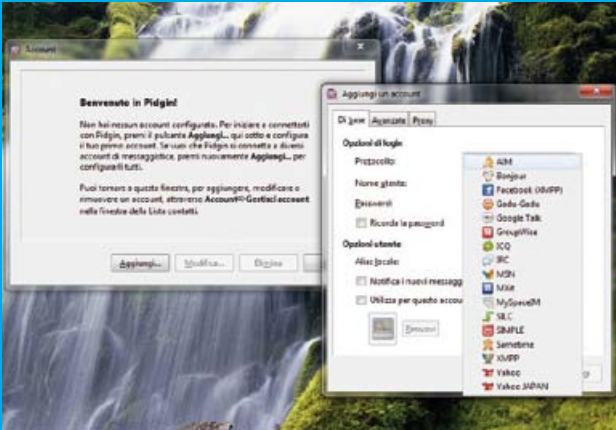 Account
Benvenuto in Pidgin!
Non hai nessun account configurato. Per iniziare a connetterti
con Pidgin, premi il pulsante Aggiungi... qui sotto e configura
il tuo primo account. Se vuoi che Pidgin si connetta a diversi
account di messaggistica, premi nuovamente Aggiungi... per
configurarli tutti.
Puoi tornare a questa finestra, per aggiungere, modificare o
rimuovere un account, attraverso Account⇨Gestisci account
nella finestra della Lista contatti.
Aggiungi... Modifica... Elimina
Aggiungi un account
Di base Avanzate Proxy
Opzioni di login
Protocollo:
Nome utente:
Password:
Ricorda la password
Opzioni utente
Alias locale:
Notifica i nuovi messagg
Utilizza per questo accou
Rimuovi
AIM
Bonjour
Facebook (XMPP)
Gadu-Gadu
Google Talk
GroupWise
ICQ
IRC
MSN
MXit
MySpaceIM
SILC
SIMPLE
Sametime
XMPP
Yahoo
Yahoo JAPAN